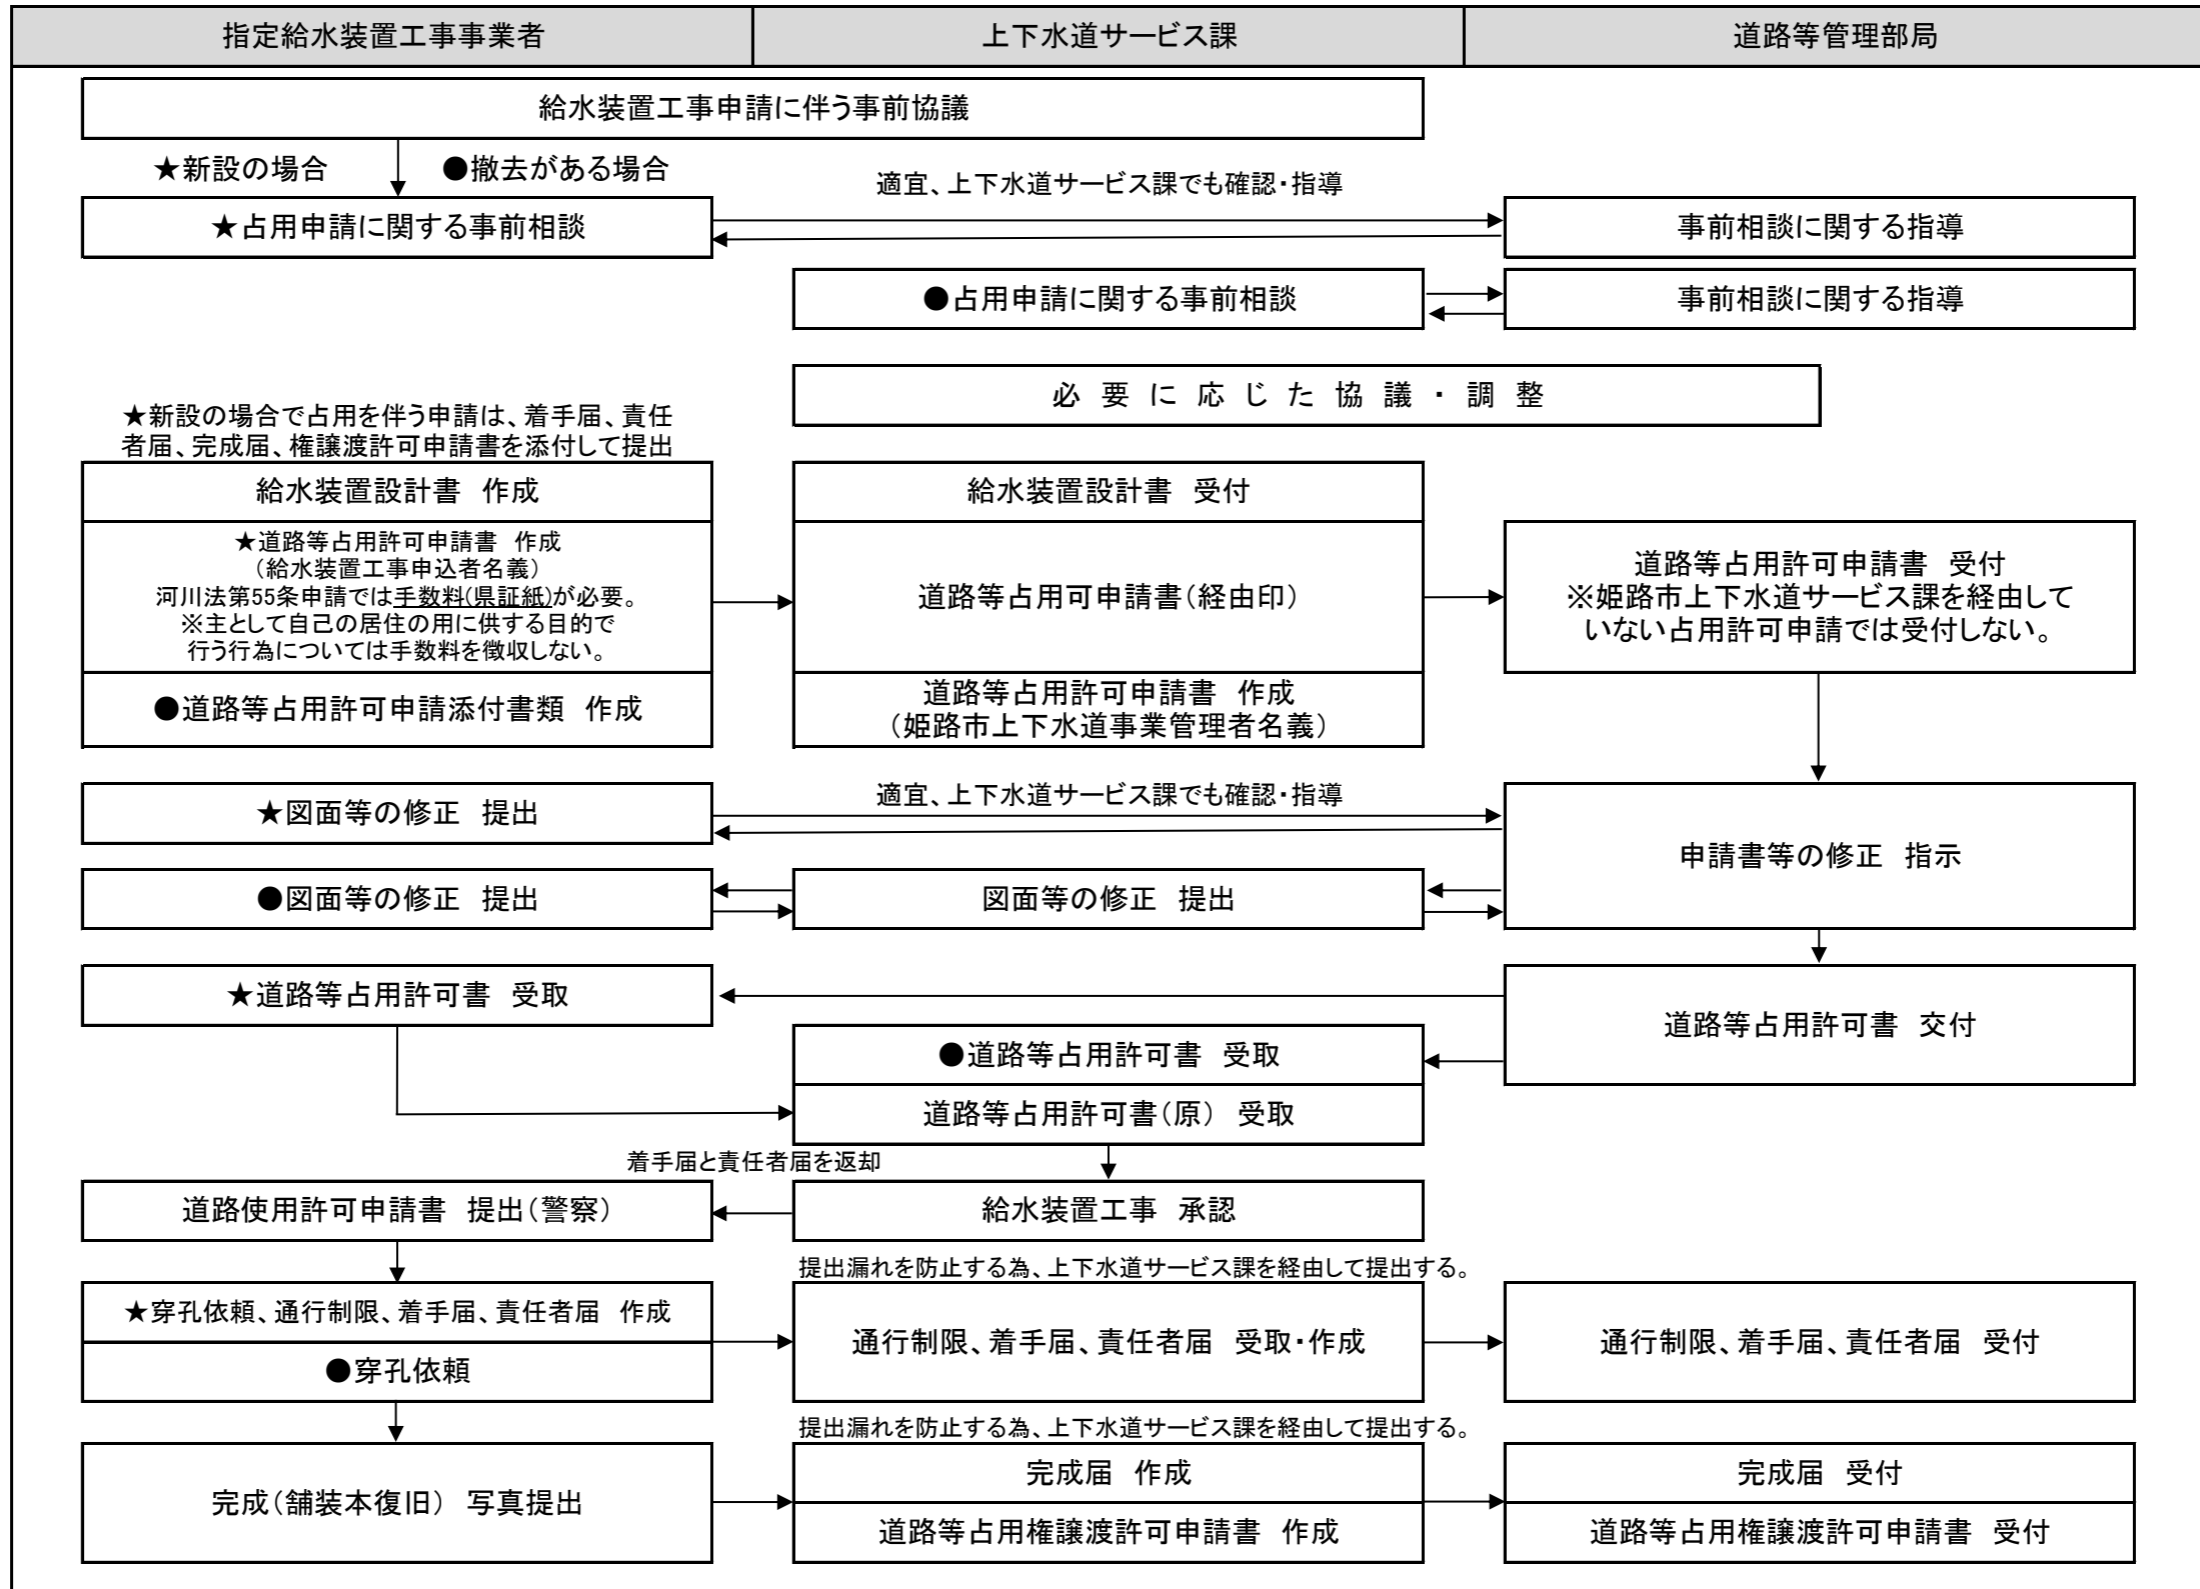 指定給水装置工事事業者
上下水道サービス課
道路等管理部局
給水装置工事申請に伴う事前協議
★新設の場合
●撤去がある場合
適宜、上下水道サービス課でも確認・指導
★占用申請に関する事前相談
事前相談に関する指導
●占用申請に関する事前相談
事前相談に関する指導
必要に応じた協議・調整
★新設の場合で占用を伴う申請は、着手届、責任
者届、完成届、権譲渡許可申請書を添付して提出
給水装置設計書 作成
給水装置設計書 受付
★道路等占用許可申請書 作成
（給水装置工事申込者名義）
河川法第55条申請では手数料(県証紙)が必要。
※主として自己の居住の用に供する目的で
行う行為については手数料を徴収しない。
道路等占用可申請書（経由印）
道路等占用許可申請書 受付
※姫路市上下水道サービス課を経由して
いない占用許可申請では受付しない。
●道路等占用許可申請添付書類 作成
道路等占用許可申請書 作成
（姫路市上下水道事業管理者名義）
適宜、上下水道サービス課でも確認・指導
★図面等の修正 提出
申請書等の修正 指示
●図面等の修正 提出
図面等の修正 提出
★道路等占用許可書 受取
道路等占用許可書 交付
●道路等占用許可書 受取
道路等占用許可書（原） 受取
着手届と責任者届を返却
道路使用許可申請書 提出（警察）
給水装置工事 承認
提出漏れを防止する為、上下水道サービス課を経由して提出する。
★穿孔依頼、通行制限、着手届、責任者届 作成
通行制限、着手届、責任者届 受取・作成
通行制限、着手届、責任者届 受付
●穿孔依頼
提出漏れを防止する為、上下水道サービス課を経由して提出する。
完成（舗装本復旧） 写真提出
完成届 作成
完成届 受付
道路等占用権譲渡許可申請書 作成
道路等占用権譲渡許可申請書 受付